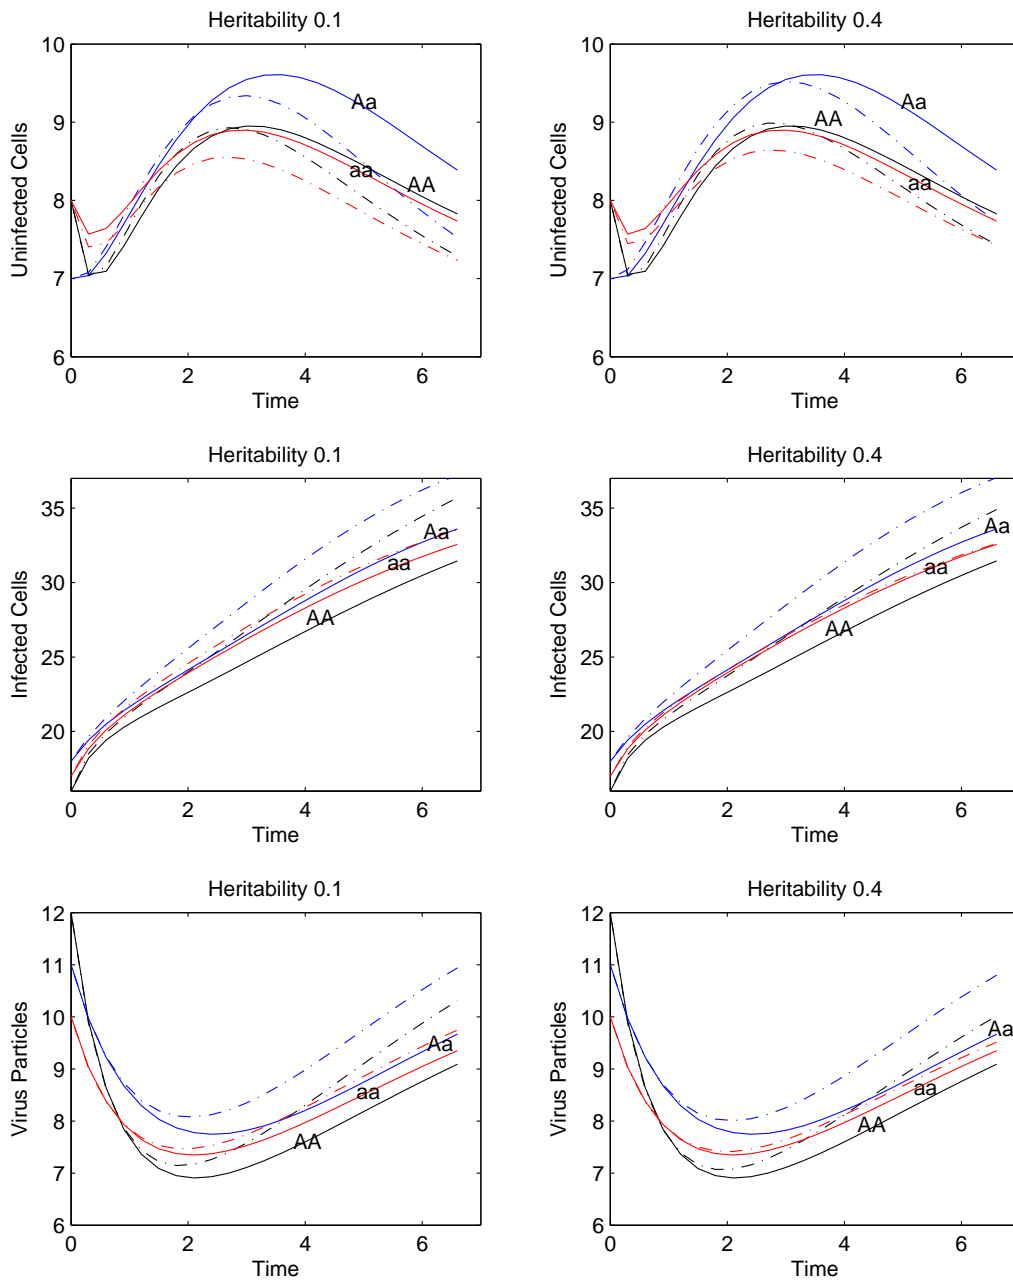 Heritability 0.1
10
9
8
7
6
Uninfected Cells
Aa
aa
AA
0
2
4
6
Time
Heritability 0.4
10
9
8
7
6
Uninfected Cells
AA
Aa
aa
0
2
4
6
Time
Heritability 0.1
35
30
25
20
Infected Cells
Aa
aa
AA
0
2
4
6
Time
Heritability 0.4
35
30
25
20
Infected Cells
Aa
aa
AA
0
2
4
6
Time
Heritability 0.1
12
11
10
9
8
7
6
Virus Particles
Aa
aa
AA
0
2
4
6
Time
Heritability 0.4
12
11
10
9
8
7
6
Virus Particles
Aa
aa
AA
0
2
4
6
Time